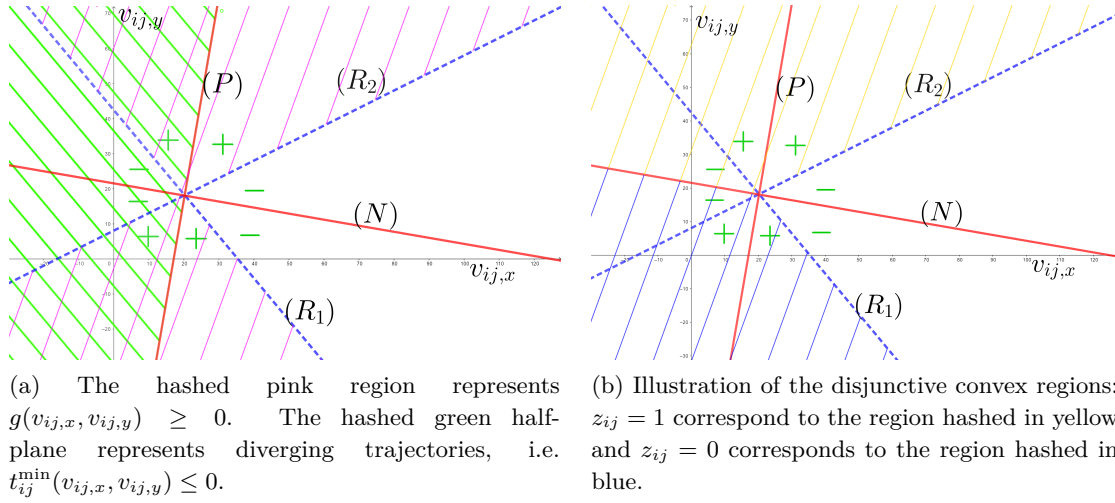 v_{ij,y}
(P)
(R_2)
(N)
v_{ij,x}
(R_1)
v_{ij,y}
(P)
(R_2)
(N)
v_{ij,x}
(R_1)
(a) The hashed pink region represents
g(v_{ij,x}, v_{ij,y}) ≥ 0. The hashed green half-
plane represents diverging trajectories, i.e.
t_{ij}^{min}(v_{ij,x}, v_{ij,y}) ≤ 0.
(b) Illustration of the disjunctive convex regions:
z_{ij} = 1 correspond to the region hashed in yellow
and z_{ij} = 0 corresponds to the region hashed in
blue.